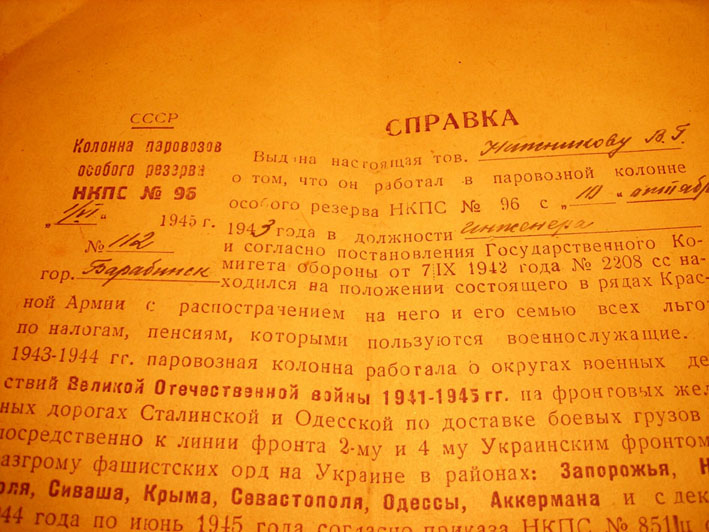 СССР
Колонна паровозов
особого резерва
НКПС № 96
1945 г.
№ 112
гор. Барабинск
СПРАВКА
Выдана настоящая тов. В. Г.
о том, что он работал в паровозной колонне
особого резерва НКПС № 96 с „10“ октябр
1943 года в должности инженера
и согласно постановления Государственного Ко-
митета обороны от 7|IX 1942 года № 2208 сс на-
ходился на положении состоящего в рядах Крас-
ной Армии с распострачением на него и его семью всех льго
по налогам, пенсиям, которыми пользуются военнослужащие.
1943-1944 гг. паровозная колонна работала о округах военных де
ствий Великой Отечественной войны 1941-1945 гг. на фронтовых жел
ных дорогах Сталинской и Одесской по доставке боевых грузов
посредственно к линии фронта 2-му и 4 му Украинским фронтом
азгрому фашистских орд на Украине в районах: Запорожья, Н
оля, Сиваша, Крыма, Севастополя, Одессы, Аккермана и с дек
44 года по июнь 1945 года согласно приказа НКПС №